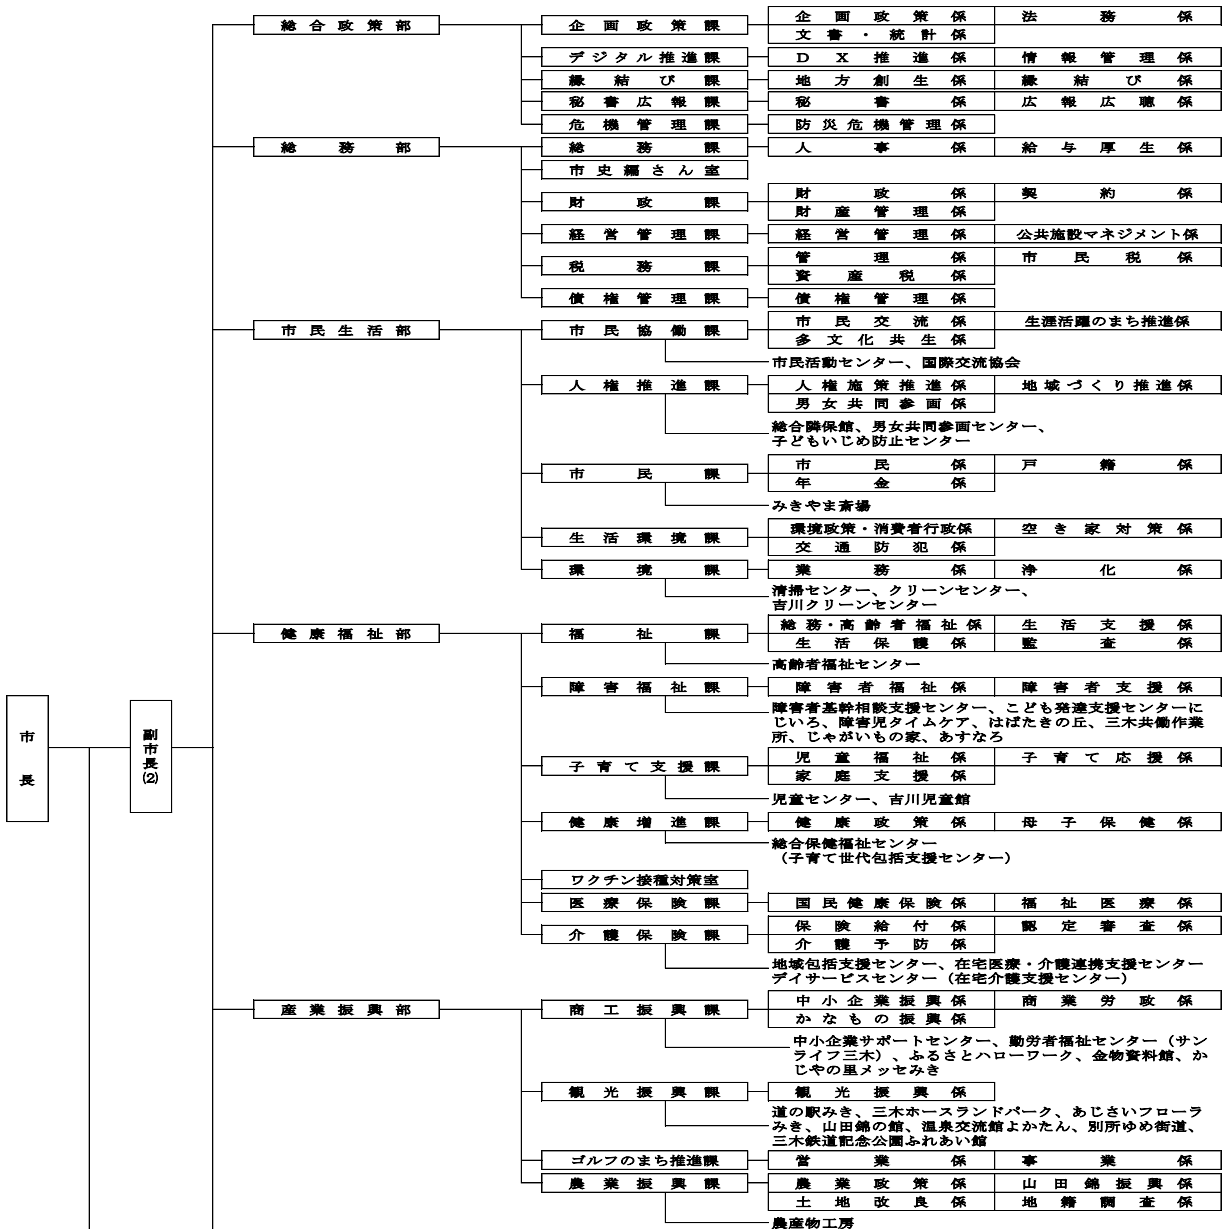 総合政策部 企画政策課 企画政策係 法務係
文書・統計係
デジタル推進課 DX推進係 情報管理係
縁結び課 地方創生係 縁結び係
秘書広報課 秘書係 広報広聴係
危機管理課 防災危機管理係
総務部 総務課 人事係 給与厚生係
市史編さん室
財政課 財政係 契約係
財産管理係
経営管理課 経営管理係 公共施設マネジメント係
税務課 管理係 市民税係
資産税係
債権管理課 債権管理係
市民生活部 市民協働課 市民交流係 生涯活躍のまち推進係
多文化共生係
市民活動センター、国際交流協会
人権推進課 人権施策推進係 地域づくり推進係
男女共同参画係
総合隣保館、男女共同参画センター、
子どもいじめ防止センター
市民課 市民係 戸籍係
年金係
みきやま斎場
生活環境課 環境政策・消費者行政係 空き家対策係
交通防犯係
環境課 業務係 浄化係
清掃センター、クリーンセンター、
吉川クリーンセンター
健康福祉部 福祉課 総務・高齢者福祉係 生活支援係
生活保護係 監査係
高齢者福祉センター
障害福祉課 障害者福祉係 障害者支援係
障害者基幹相談支援センター、こども発達支援センターに
じいろ、障害児タイムケア、はばたきの丘、三木共働作業
所、じゃがいもの家、あすなろ
市長 副市長(2)
子育て支援課 児童福祉係 子育て応援係
家庭支援係
児童センター、吉川児童館
健康増進課 健康政策係 母子保健係
総合保健福祉センター
（子育て世代包括支援センター）
ワクチン接種対策室
医療保険課 国民健康保険係 福祉医療係
介護保険課 保険給付係 認定審査係
介護予防係
地域包括支援センター、在宅医療・介護連携支援センター
デイサービスセンター（在宅介護支援センター）
産業振興部 商工振興課 中小企業振興係 商業労政係
かなもの振興係
中小企業サポートセンター、勤労者福祉センター（サン
ライフ三木）、ふるさとハローワーク、金物資料館、か
じやの里メッセみき
観光振興課 観光振興係
道の駅みき、三木ホースランドパーク、あじさいフローラ
みき、山田錦の館、温泉交流館よかたん、別所ゆめ街道、
三木鉄道記念公園ふれあい館
ゴルフのまち推進課 営業係 事業係
農業振興課 農業政策係 山田錦振興係
土地改良係 地籍調査係
農産物工房